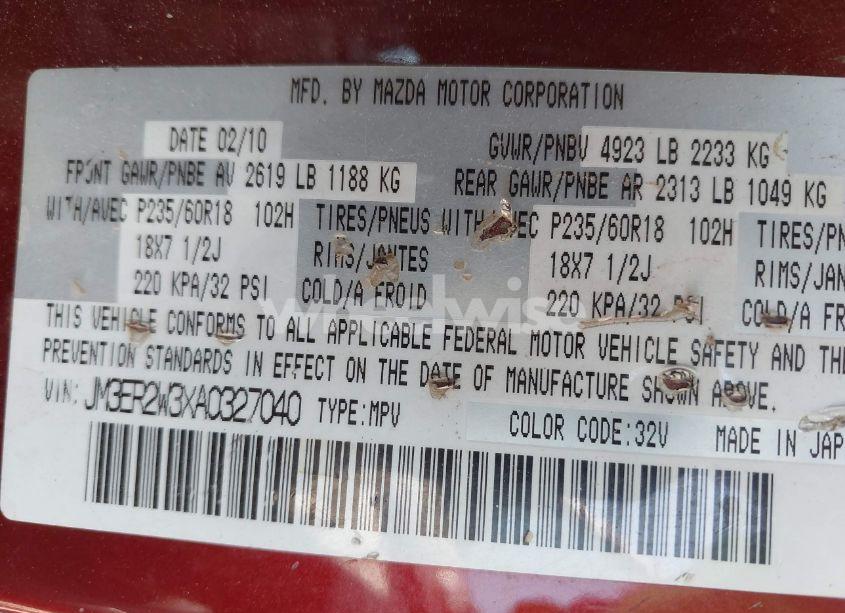 MFD. BY MAZDA MOTOR CORPORATION
DATE 02/10 GVWR/PNBV 4923 LB 2233 KG
FRONT GAWR/PNBE AV 2619 LB 1188 KG REAR GAWR/PNBE AR 2313 LB 1049 KG
WITH/AVEC P235/60R18 102H TIRES/PNEUS WITH/AVEC P235/60R18 102H TIRES/PN
18X7 1/2J RIMS/JANTES 18X7 1/2J RIMS/JAN
220 KPA/32 PSI COLD/A FROID 220 KPA/32 PSI COLD/A FR
wheelwise
THIS VEHICLE CONFORMS TO ALL APPLICABLE FEDERAL MOTOR VEHICLE SAFETY AND THE
PREVENTION STANDARDS IN EFFECT ON THE DATE OF MANUFACTURE SHOWN ABOVE.
VIN: JM3ER2W3XA0327040 TYPE:MPV COLOR CODE:32V MADE IN JAP